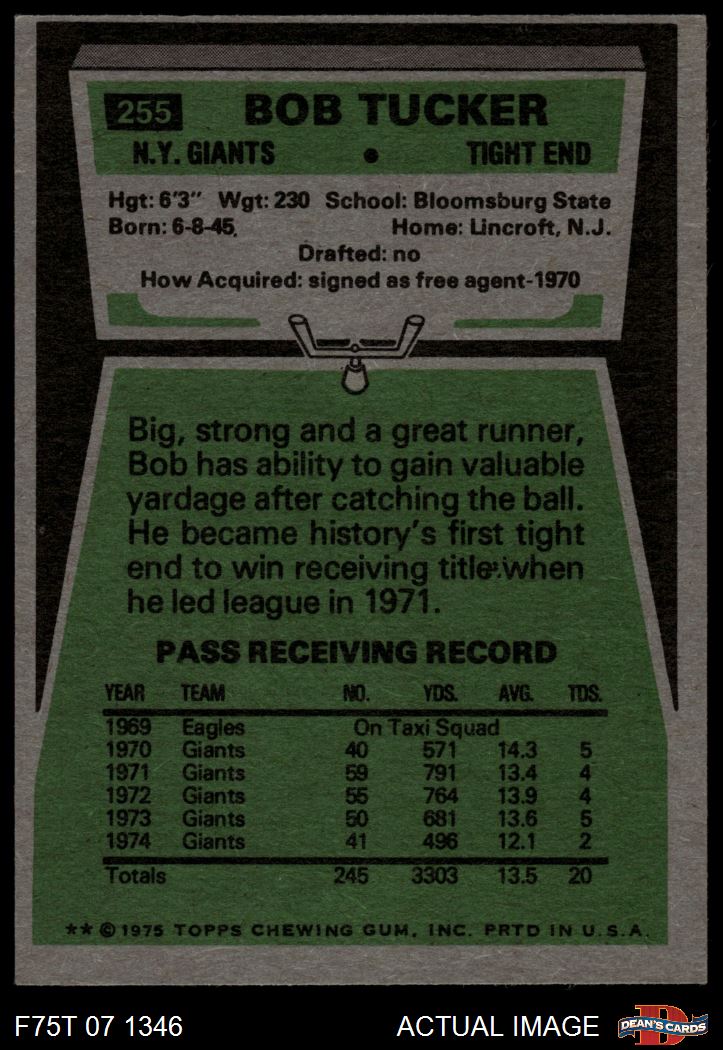 255 BOB TUCKER
N.Y. GIANTS • TIGHT END
Hgt: 6'3" Wgt: 230 School: Bloomsburg State
Born: 6-8-45. Home: Lincroft, N.J.
Drafted: no
How Acquired: signed as free agent-1970
Big, strong and a great runner,
Bob has ability to gain valuable
yardage after catching the ball.
He became history's first tight
end to win receiving title when
he led league in 1971.
PASS RECEIVING RECORD
YEAR TEAM NO. YDS. AVG. TDS.
1969 Eagles On Taxi Squad
1970 Giants 40 571 14.3 5
1971 Giants 59 791 13.4 4
1972 Giants 55 764 13.9 4
1973 Giants 50 681 13.6 5
1974 Giants 41 496 12.1 2
Totals 245 3303 13.5 20
** © 1975 TOPPS CHEWING GUM, INC. PRTD IN U.S.A.
F75T 07 1346 ACTUAL IMAGE D DEAN'S CARDS